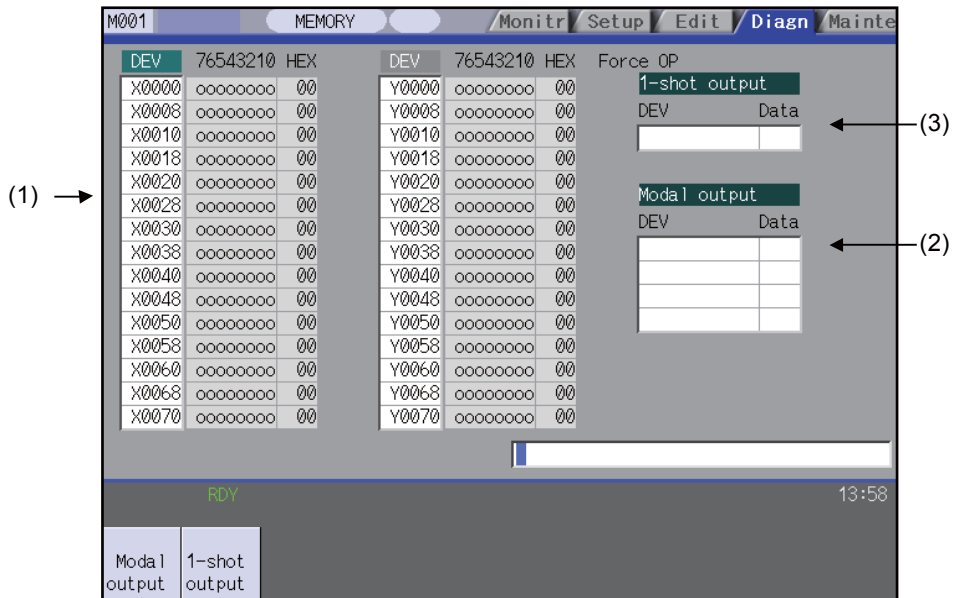 M001 MEMORY Monitr Setup Edit Diagn Mainte
DEV 76543210 HEX DEV 76543210 HEX Force OP
X0000 oooooooo 00 Y0000 oooooooo 00 1-shot output
X0008 oooooooo 00 Y0008 oooooooo 00 DEV Data
X0010 oooooooo 00 Y0010 oooooooo 00 (3)
X0018 oooooooo 00 Y0018 oooooooo 00
X0020 oooooooo 00 Y0020 oooooooo 00
(1)
X0028 oooooooo 00 Y0028 oooooooo 00 Modal output
X0030 oooooooo 00 Y0030 oooooooo 00 DEV Data
X0038 oooooooo 00 Y0038 oooooooo 00 (2)
X0040 oooooooo 00 Y0040 oooooooo 00
X0048 oooooooo 00 Y0048 oooooooo 00
X0050 oooooooo 00 Y0050 oooooooo 00
X0058 oooooooo 00 Y0058 oooooooo 00
X0060 oooooooo 00 Y0060 oooooooo 00
X0068 oooooooo 00 Y0068 oooooooo 00
X0070 oooooooo 00 Y0070 oooooooo 00
RDY 13:58
Modal 1-shot
output output